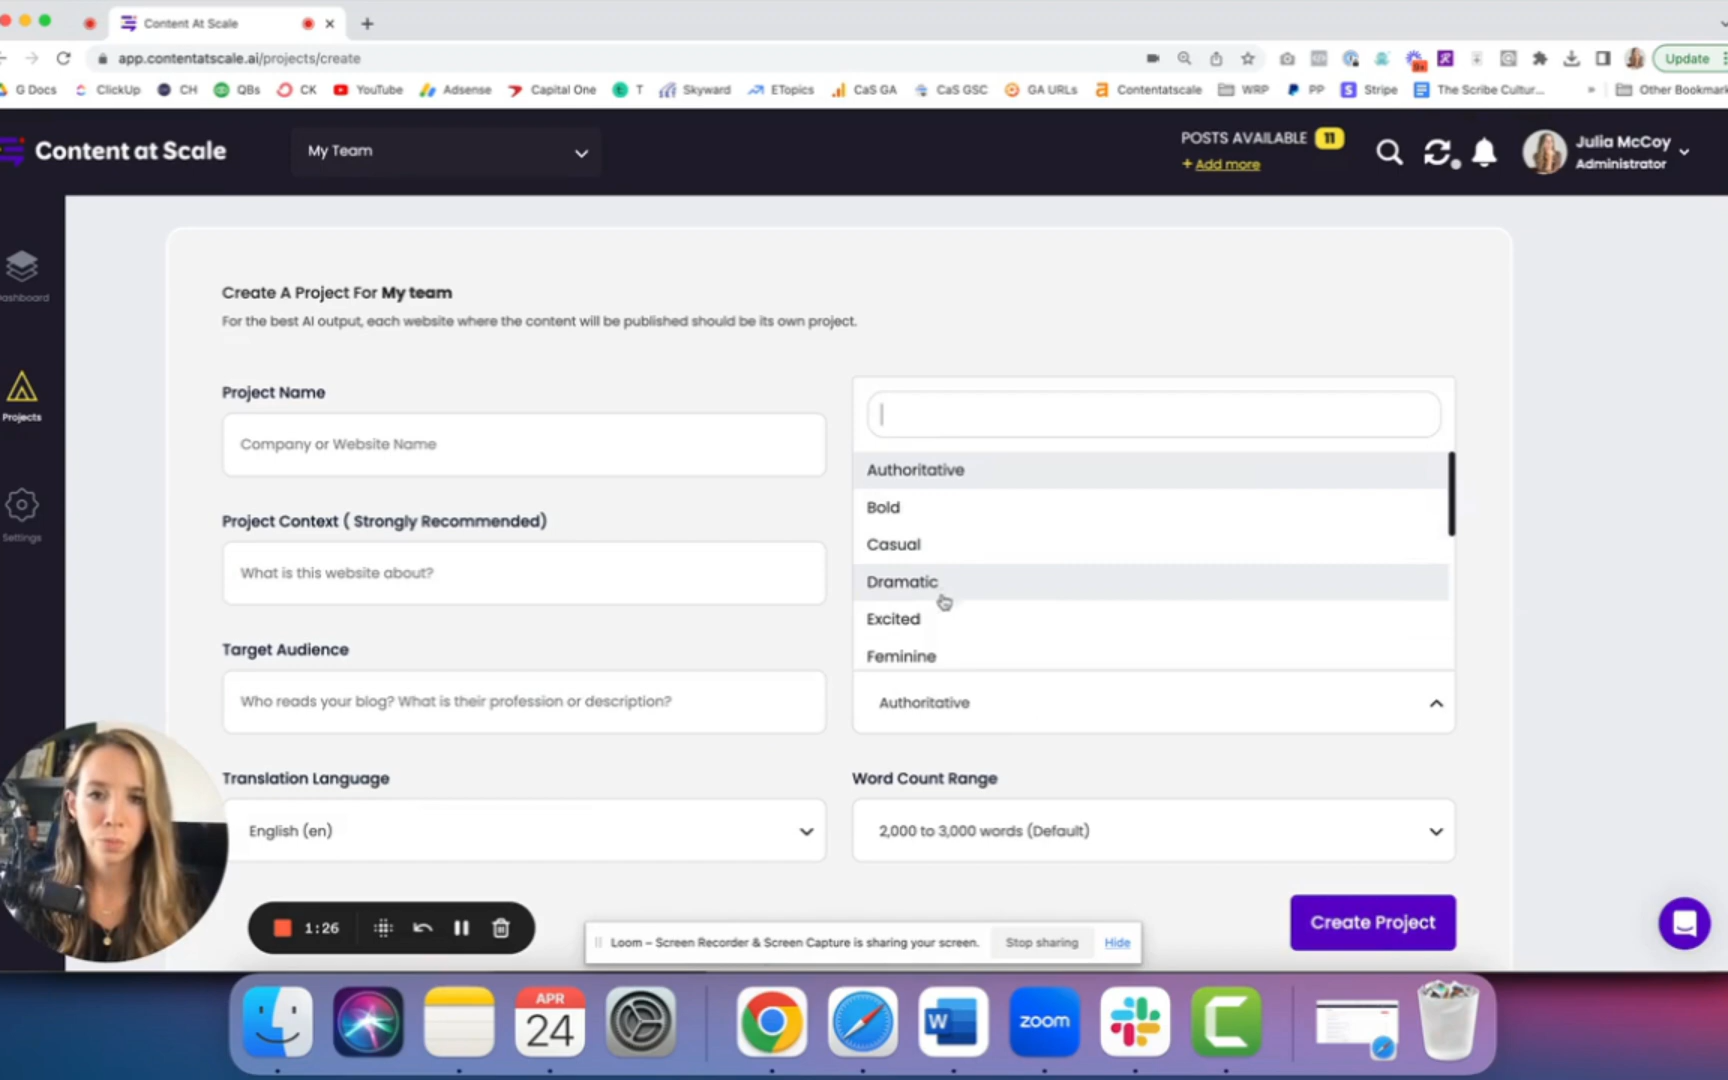 Content At Scale
app.contentatscale.ai/projects/create
Update
G Docs
ClickUp
CH
QBs
CK
YouTube
Adsense
Capital One
T
Skyward
ETopics
CaS GA
CaS GSC
GA URLs
Contentatscale
WRP
PP
Stripe
The Scribe Cultur...
»
Other Bookmark
Content at Scale
My Team
POSTS AVAILABLE 11
+ Add more
Julia McCoy
Administrator
Dashboard
Projects
Settings
Create A Project For My team
For the best AI output, each website where the content will be published should be its own project.
Project Name
Company or Website Name
Project Context ( Strongly Recommended)
What is this website about?
Target Audience
Who reads your blog? What is their profession or description?
Authoritative
Bold
Casual
Dramatic
Excited
Feminine
Authoritative
Translation Language
English (en)
Word Count Range
2,000 to 3,000 words (Default)
Create Project
1:26
Loom – Screen Recorder & Screen Capture is sharing your screen.
Stop sharing
Hide
APR
24
W
zoom